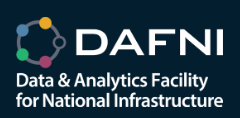 DAFNI
Data & Analytics Facility
for National Infrastructure